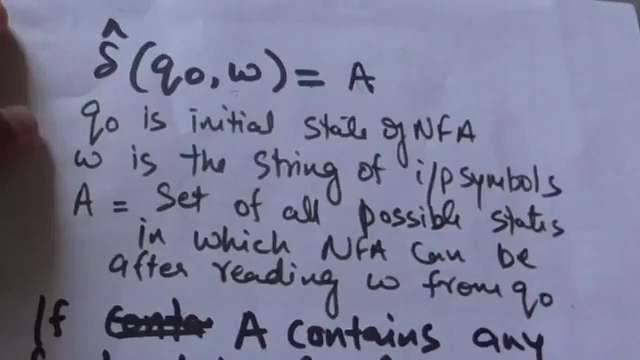 δ̂(q0, w) = A
q0 is initial state of NFA
w is the string of i/p symbols
A = Set of all possible states
in which NFA can be
after reading w from q0
If A contains any